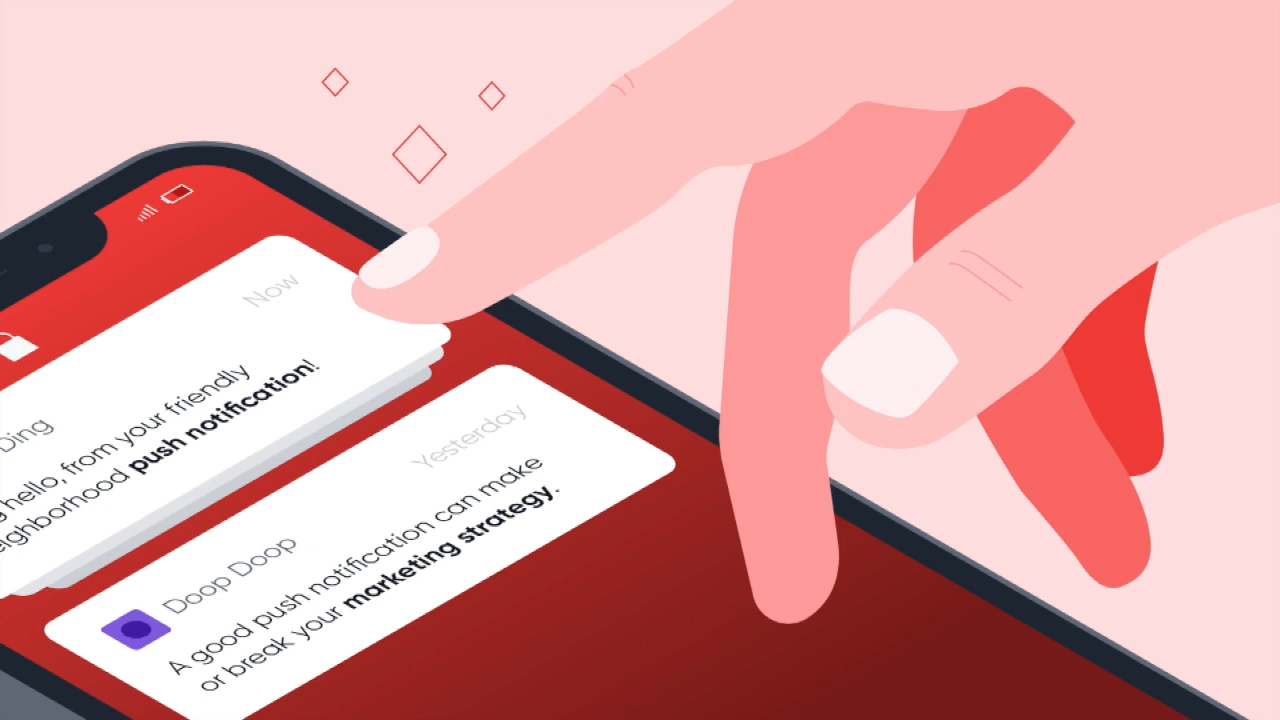 Now
Ding
hello, from your friendly
push notification!
Yesterday
Doop Doop
A good push notification can make
or break your marketing strategy.